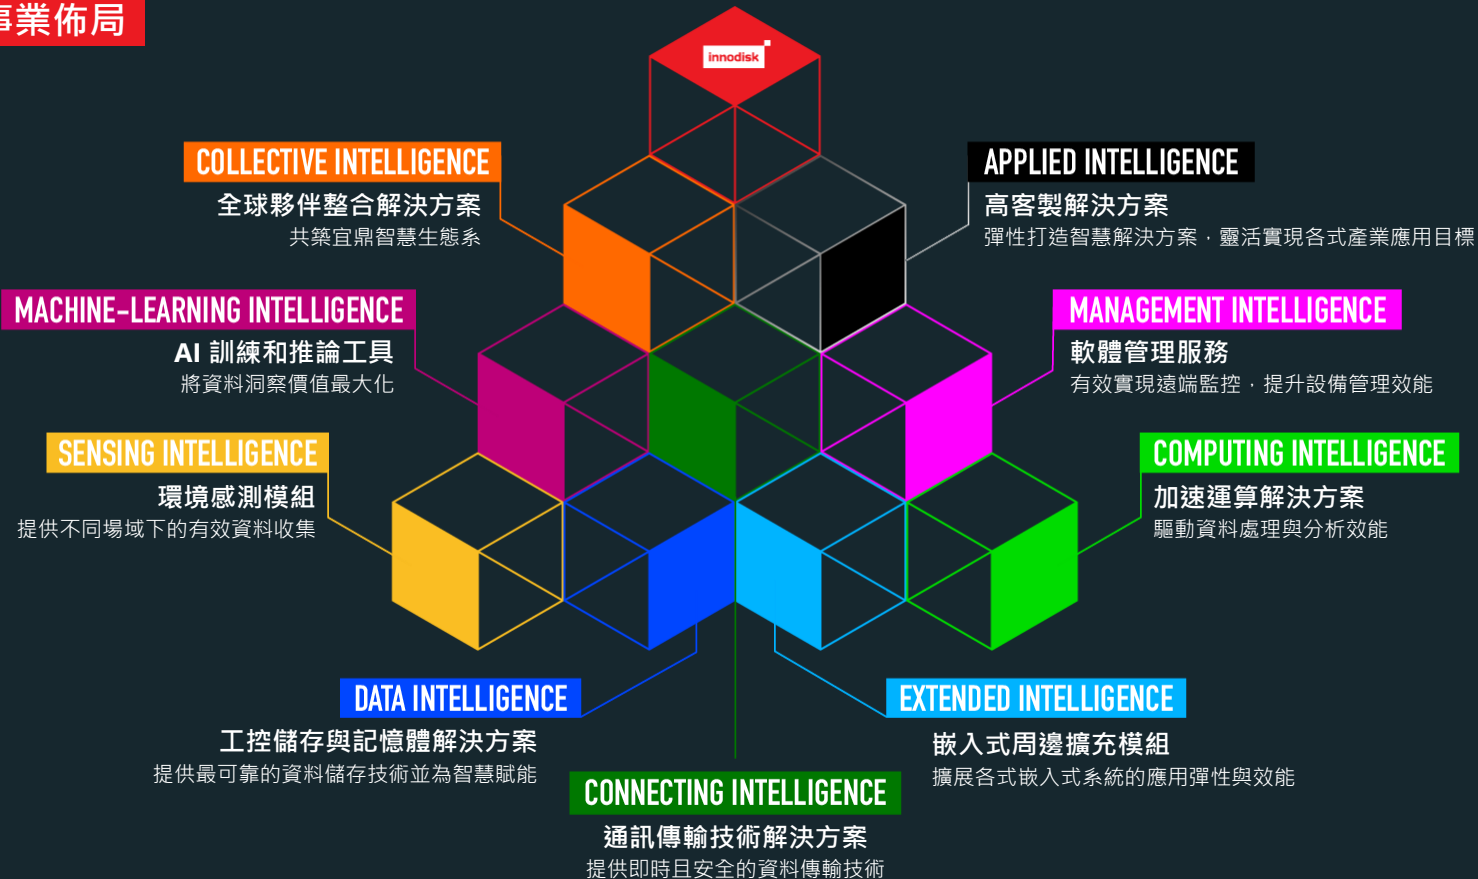 業佈局
innodisk
COLLECTIVE INTELLIGENCE
全球夥伴整合解決方案
共築宜鼎智慧生態系
APPLIED INTELLIGENCE
高客製解決方案
彈性打造智慧解決方案，靈活實現各式產業應用目標
MACHINE-LEARNING INTELLIGENCE
AI 訓練和推論工具
將資料洞察價值最大化
MANAGEMENT INTELLIGENCE
軟體管理服務
有效實現遠端監控，提升設備管理效能
SENSING INTELLIGENCE
環境感測模組
提供不同場域下的有效資料收集
COMPUTING INTELLIGENCE
加速運算解決方案
驅動資料處理與分析效能
DATA INTELLIGENCE
工控儲存與記憶體解決方案
提供最可靠的資料儲存技術並為智慧賦能
EXTENDED INTELLIGENCE
嵌入式周邊擴充模組
擴展各式嵌入式系統的應用彈性與效能
CONNECTING INTELLIGENCE
通訊傳輸技術解決方案
提供即時且安全的資料傳輸技術